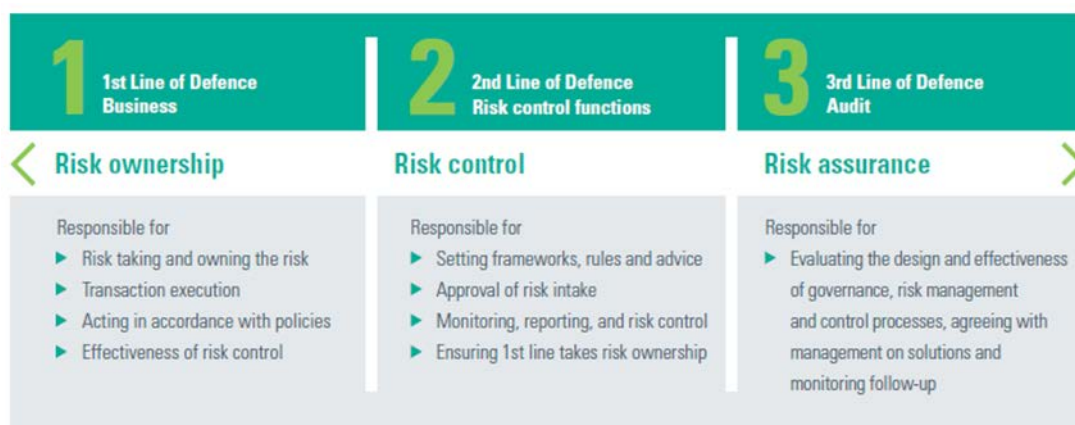 1
1st Line of Defence
Business
2
2nd Line of Defence
Risk control functions
3
3rd Line of Defence
Audit
Risk ownership
Risk control
Risk assurance
Responsible for
Risk taking and owning the risk
Transaction execution
Acting in accordance with policies
Effectiveness of risk control
Responsible for
Setting frameworks, rules and advice
Approval of risk intake
Monitoring, reporting, and risk control
Ensuring 1st line takes risk ownership
Responsible for
Evaluating the design and effectiveness
of governance, risk management
and control processes, agreeing with
management on solutions and
monitoring follow-up